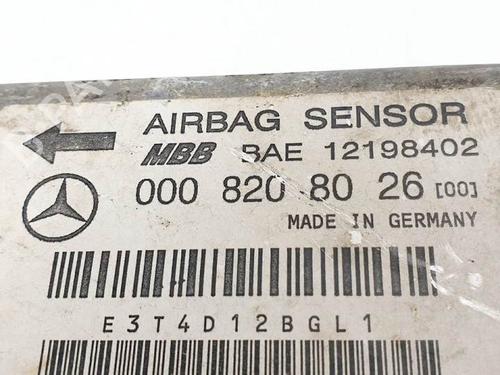 AIRBAG SENSOR
MBB BAE 12198402
000 820 80 26 [00]
MADE IN GERMANY
E3T4D12BGL1